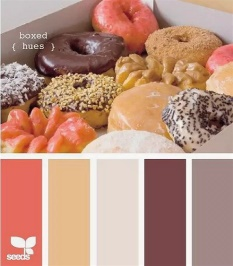 boxed
{ hues }
seeds